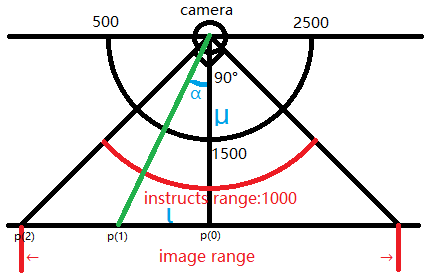 camera
500
2500
90°
α
μ
1500
instructs range:1000
l
p(2)
p(1)
p(0)
← image range →